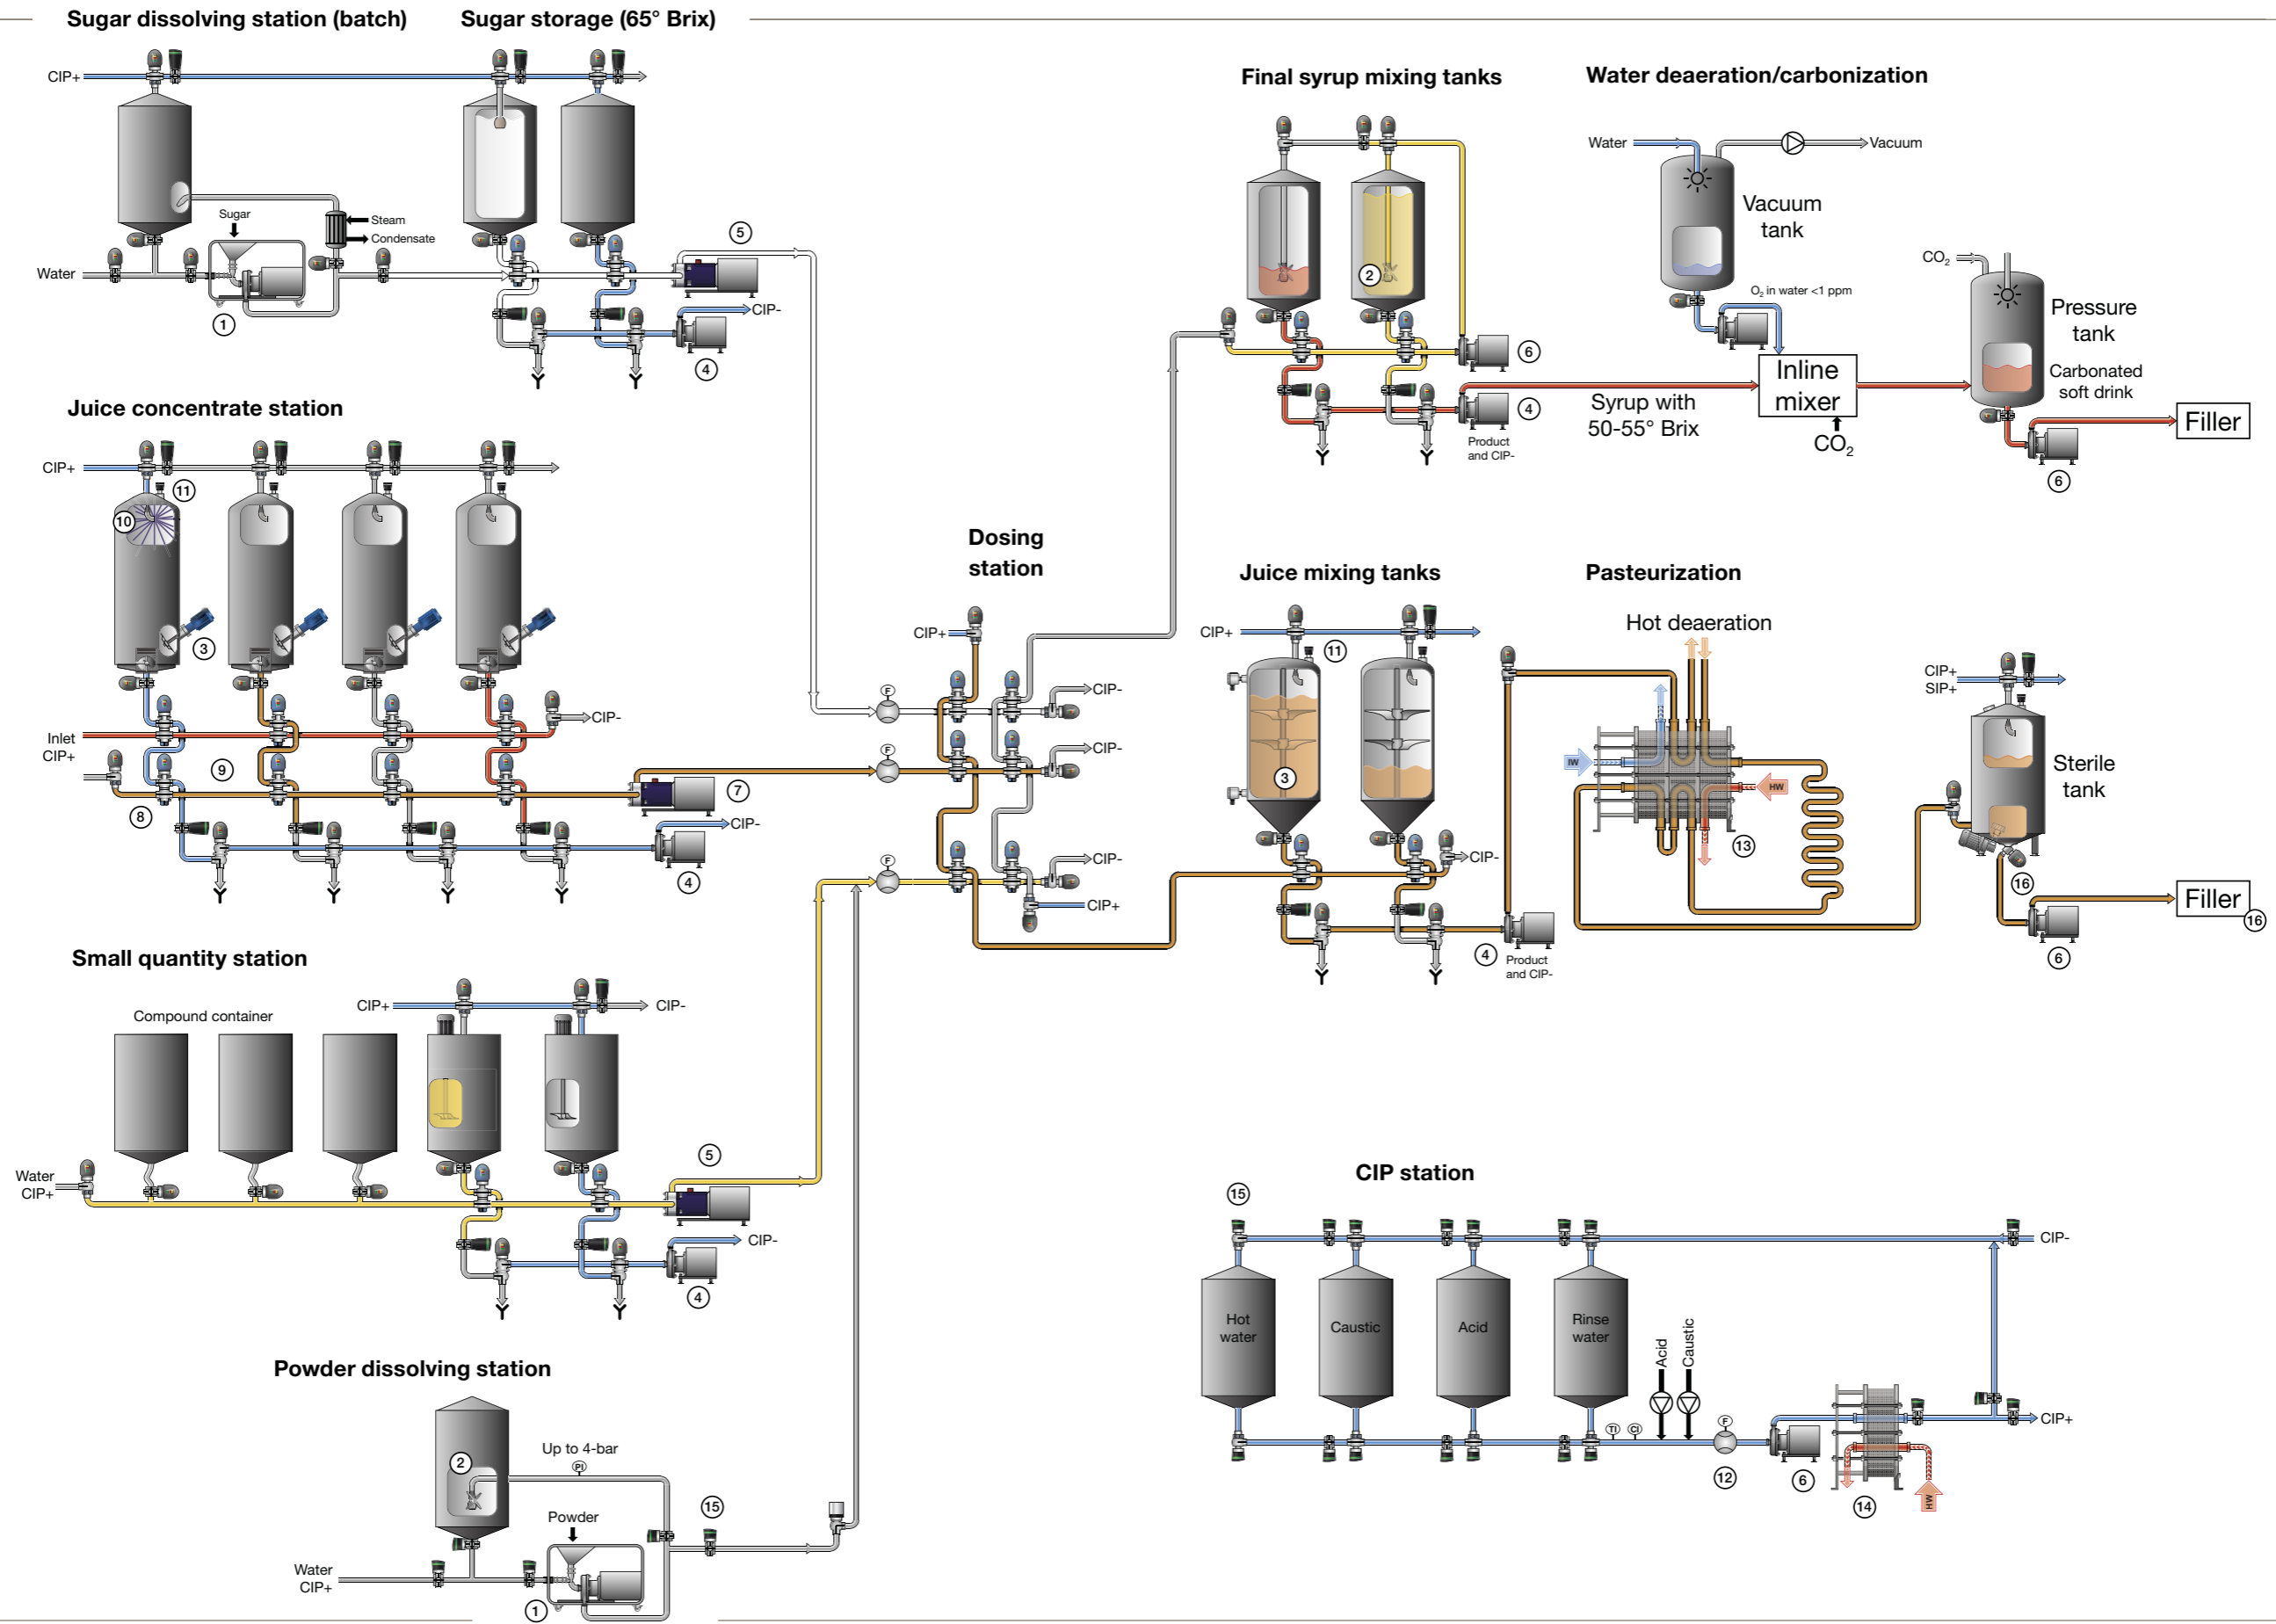 Sugar dissolving station (batch)
Sugar storage (65° Brix)
CIP+
Sugar
Steam
Condensate
Water
1
5
CIP-
4
Juice concentrate station
CIP+
11
10
3
CIP-
Inlet
CIP+
9
8
7
CIP-
4
Small quantity station
CIP+
CIP-
Compound container
Water
CIP+
5
CIP-
4
Powder dissolving station
2
Up to 4-bar
PI
Powder
15
Water
CIP+
1
Dosing
station
CIP+
F
CIP-
F
CIP-
F
CIP-
CIP+
Final syrup mixing tanks
2
6
4
Product
and CIP-
Syrup with
50-55° Brix
Water deaeration/carbonization
Water
Vacuum
Vacuum
tank
O₂ in water <1 ppm
Inline
mixer
CO₂
CO₂
Pressure
tank
Carbonated
soft drink
Filler
6
Juice mixing tanks
CIP+
11
3
CIP-
4
Product
and CIP-
Pasteurization
Hot deaeration
IW
HW
13
CIP+
SIP+
Sterile
tank
16
Filler
16
6
CIP station
15
CIP-
Hot
water
Caustic
Acid
Rinse
water
Acid
Caustic
TI
CI
F
12
6
14
HW
CIP+